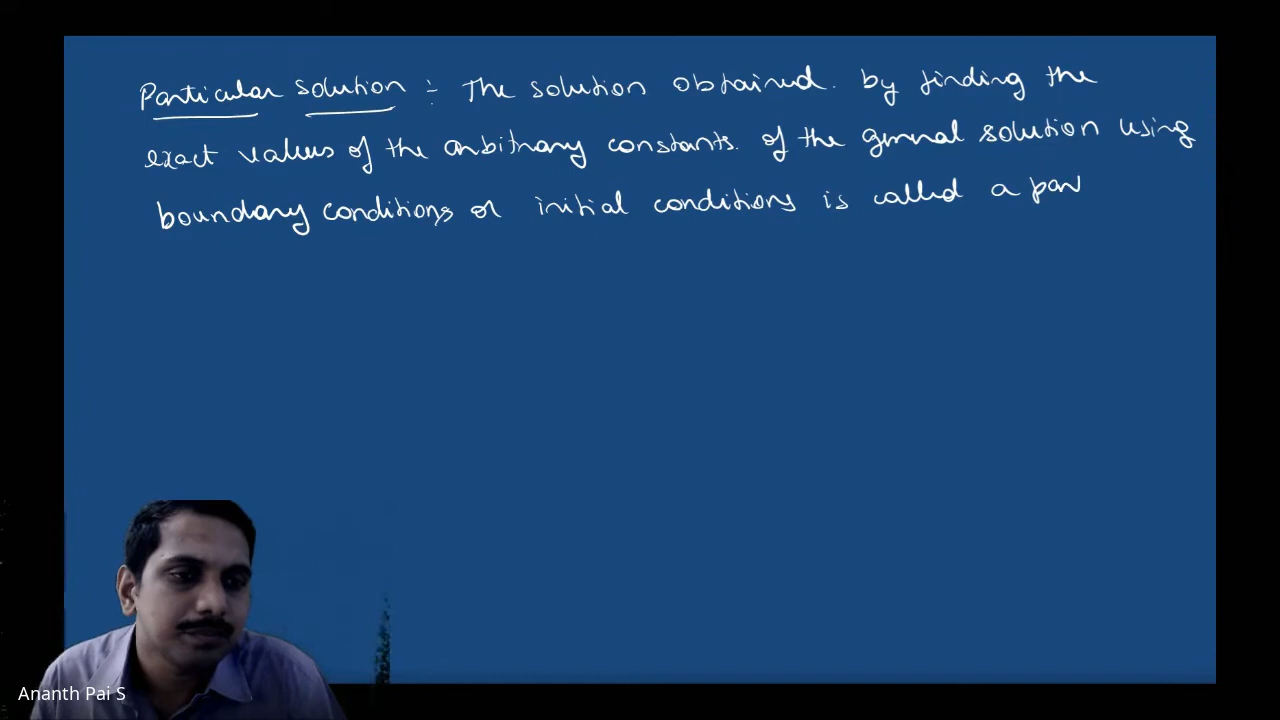 Particular solution :- The solution obtained. by finding the
exact values of the arbitrary constants. of the general solution using
boundary conditions or initial conditions is called a par
Ananth Pai S